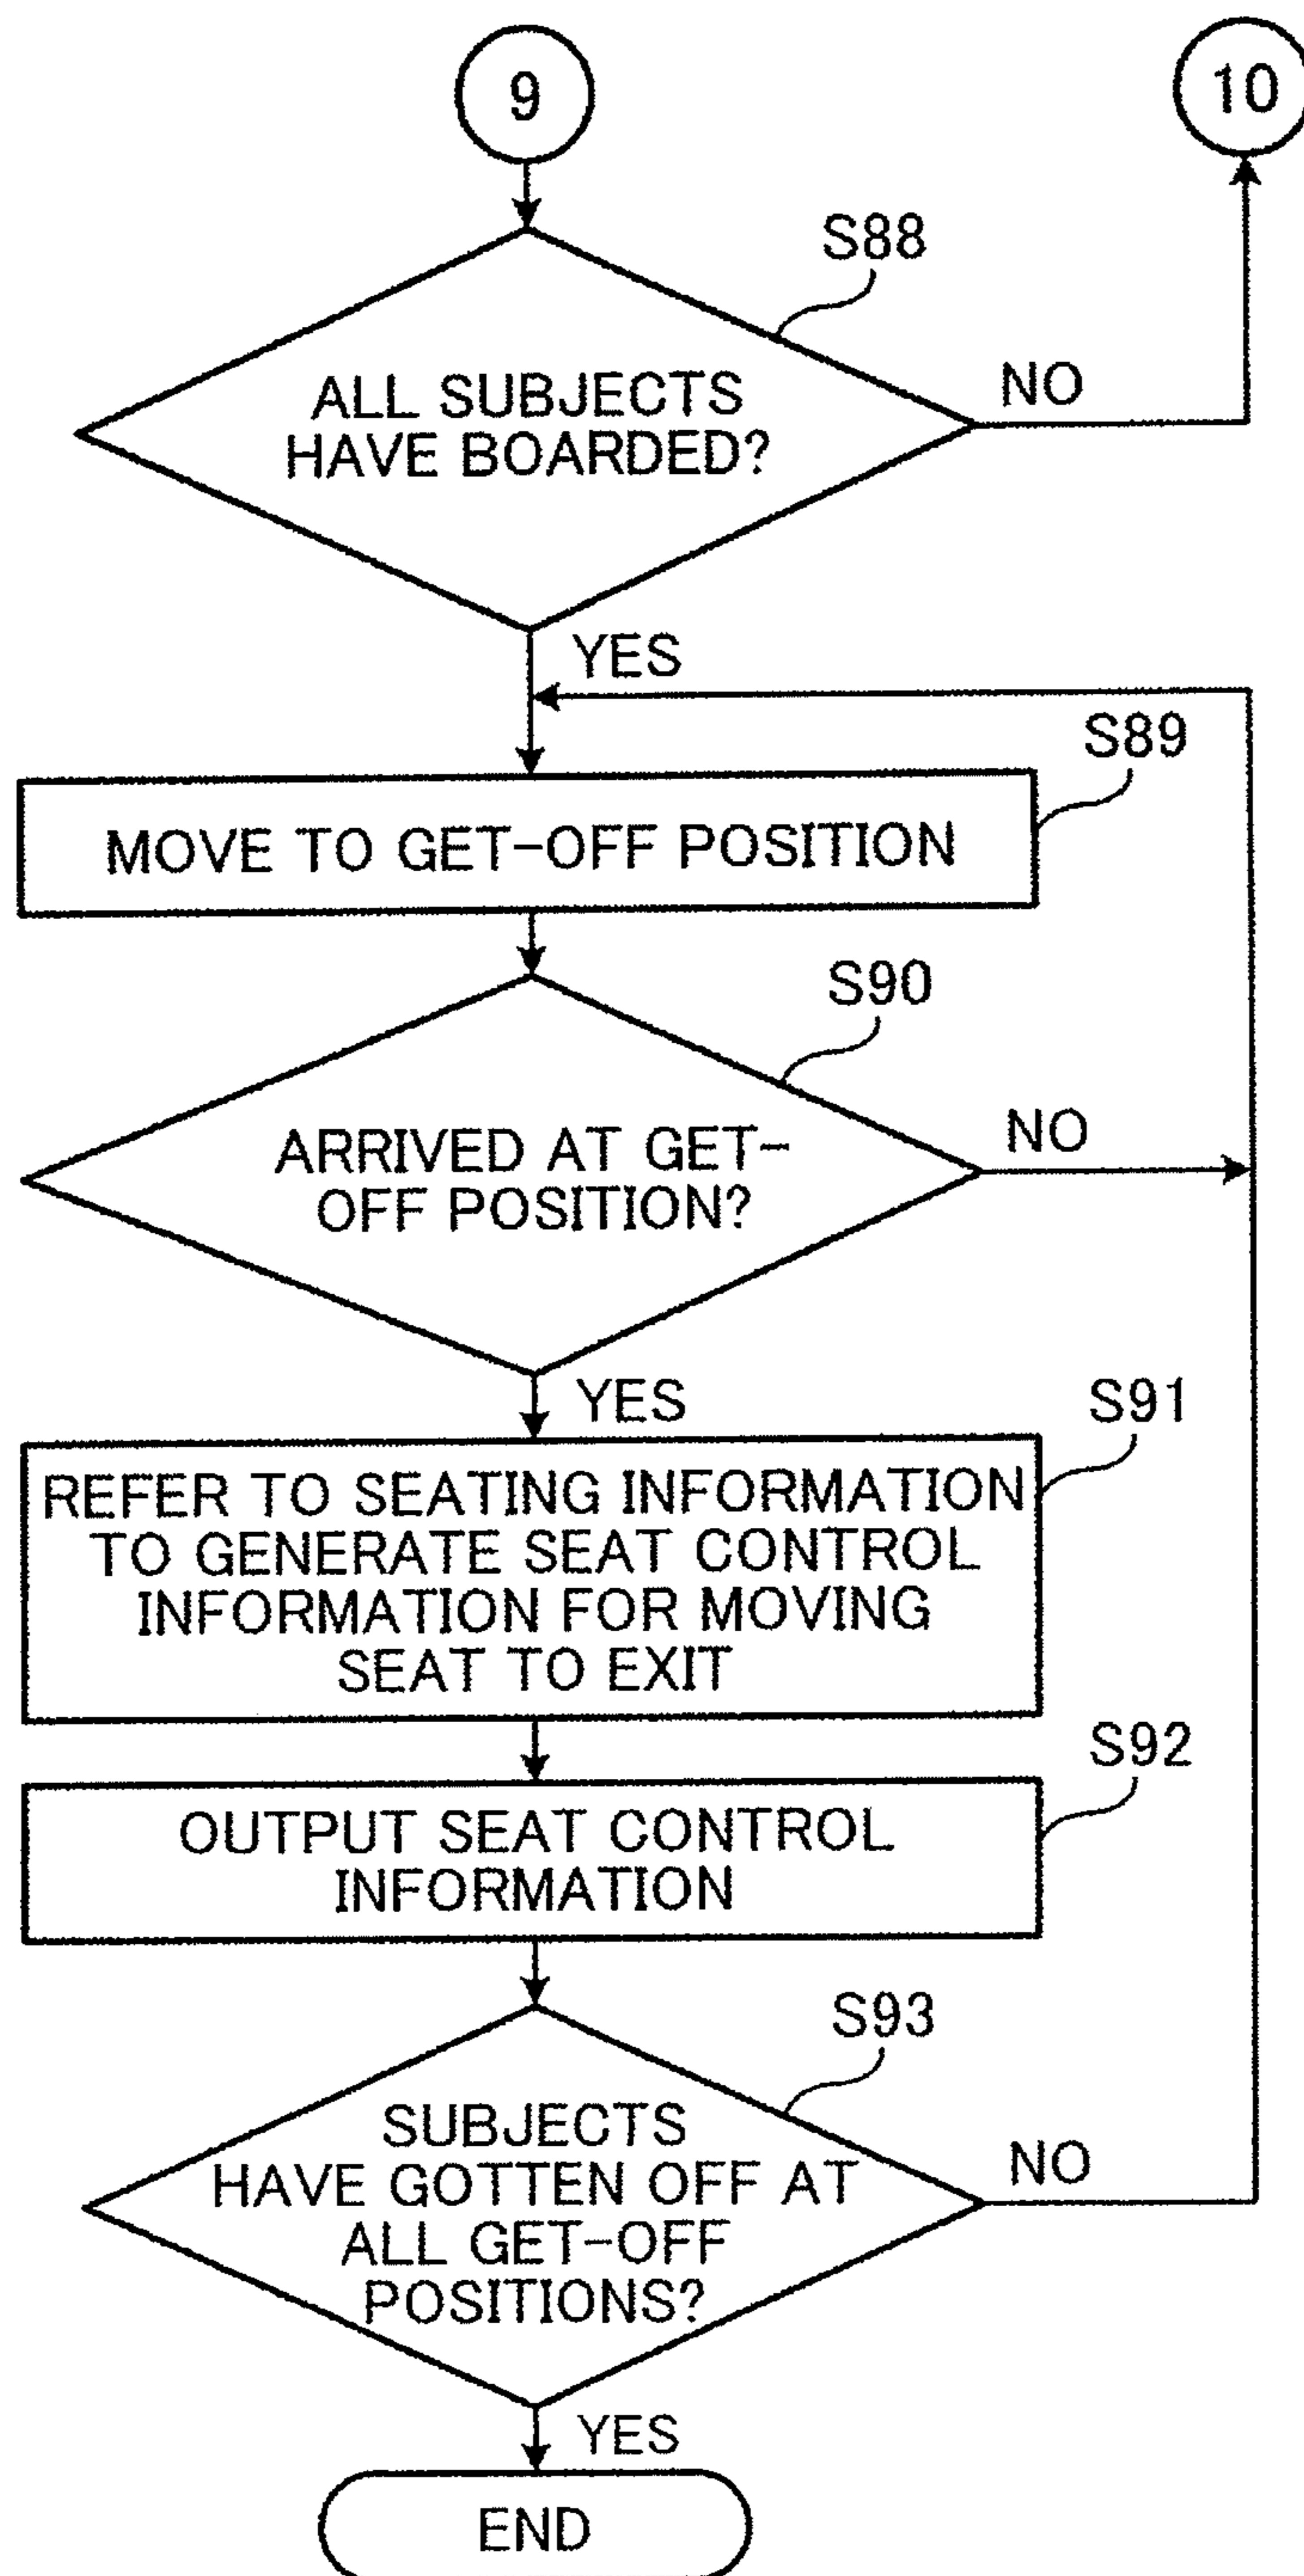 9
10
S88
ALL SUBJECTS
HAVE BOARDED?
NO
YES
S89
MOVE TO GET-OFF POSITION
S90
ARRIVED AT GET-
OFF POSITION?
NO
YES
S91
REFER TO SEATING INFORMATION
TO GENERATE SEAT CONTROL
INFORMATION FOR MOVING
SEAT TO EXIT
S92
OUTPUT SEAT CONTROL
INFORMATION
S93
SUBJECTS
HAVE GOTTEN OFF AT
ALL GET-OFF
POSITIONS?
NO
YES
END